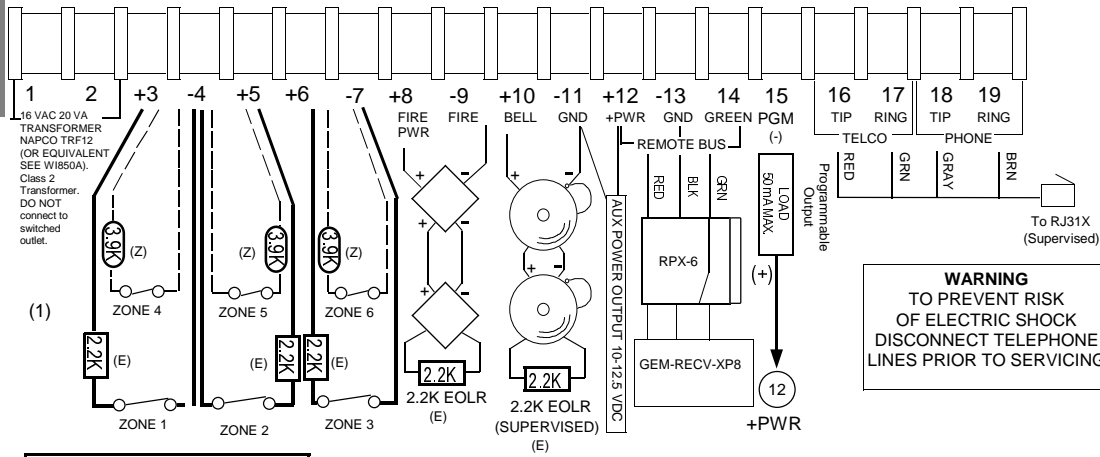 1 2 +3 -4 +5 +6 -7 +8 -9 +10 -11 +12 -13 14 15 16 17 18 19
FIRE PWR
FIRE
BELL
GND
+PWR
GND
GREEN
PGM
(-)
TIP
RING
TIP
RING
TELCO
PHONE
REMOTE BUS
16 VAC 20 VA
TRANSFORMER
NAPCO TRF12
(OR EQUIVALENT
SEE WI850A).
Class 2
Transformer.
DO NOT
connect to
switched
outlet.
(1)
3.9K
(Z)
ZONE 4
3.9K
(Z)
ZONE 5
3.9K
(Z)
ZONE 6
2.2K
(E)
ZONE 1
2.2K
(E)
ZONE 2
2.2K
ZONE 3
+ -
+ -
+ -
2.2K
2.2K EOLR
(E)
+ -
+ -
2.2K
2.2K EOLR
(SUPERVISED)
(E)
AUX POWER OUTPUT 10-12.5 VDC
RED
BLK
GRN
RPX-6
GEM-RECV-XP8
LOAD
50mA MAX.
Programmable
Output
(+)
12
+PWR
RED
GRN
GRAY
BRN
To RJ31X
(Supervised)
WARNING
TO PREVENT RISK
OF ELECTRIC SHOCK
DISCONNECT TELEPHONE
LINES PRIOR TO SERVICING